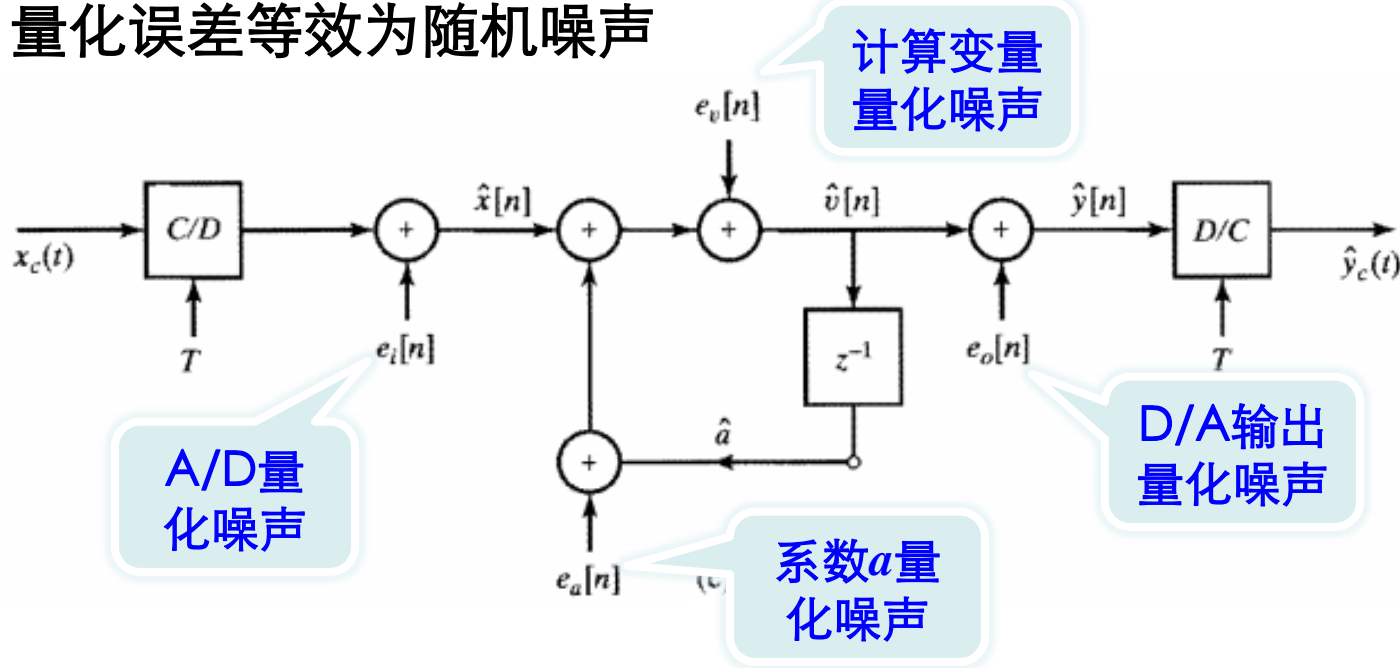 量化误差等效为随机噪声
计算变量
量化噪声
e_v[n]
C/D
x̂[n]
v̂[n]
ŷ[n]
D/C
x_c(t)
ŷ_c(t)
T
e_i[n]
z⁻¹
e_o[n]
T
A/D量
化噪声
â
D/A输出
量化噪声
e_a[n]
系数a量
化噪声
+
+
+
+
+